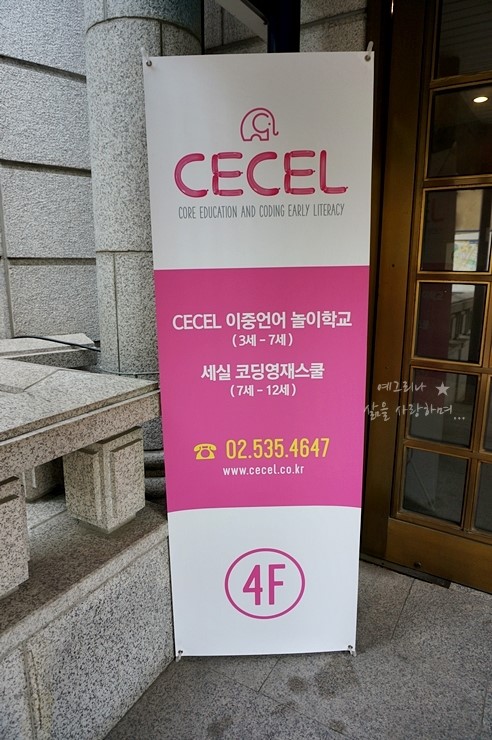 CECEL
CORE EDUCATION AND CODING EARLY LITERACY
CECEL 이중언어 놀이학교
( 3세 - 7세 )
세실 코딩영재스쿨
( 7세 - 12세 )
예그리나 ★
삶을 사랑하며...
☎ 02.535.4647
www.cecel.co.kr
4F